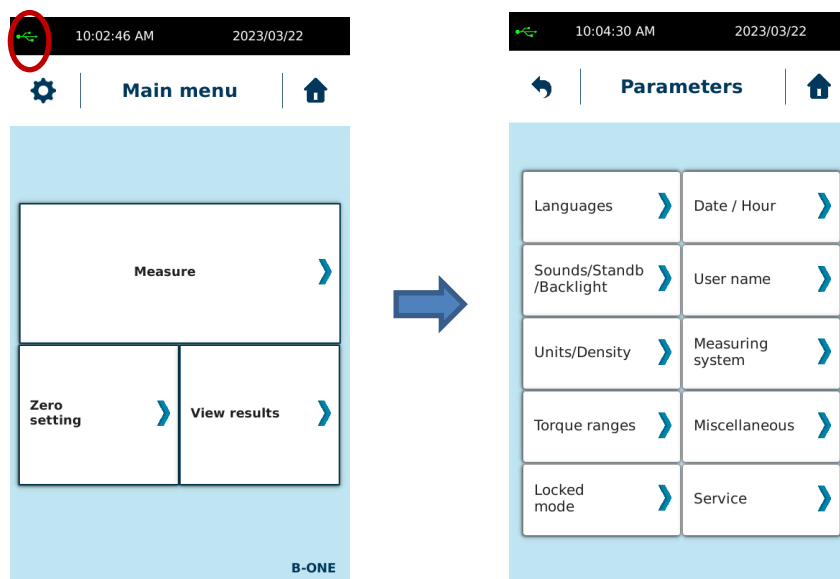 10:02:46 AM 2023/03/22
Main menu
Measure
Zero
setting
View results
B-ONE
10:04:30 AM 2023/03/22
Parameters
Languages
Date / Hour
Sounds/Standb
/Backlight
User name
Units/Density
Measuring
system
Torque ranges
Miscellaneous
Locked
mode
Service